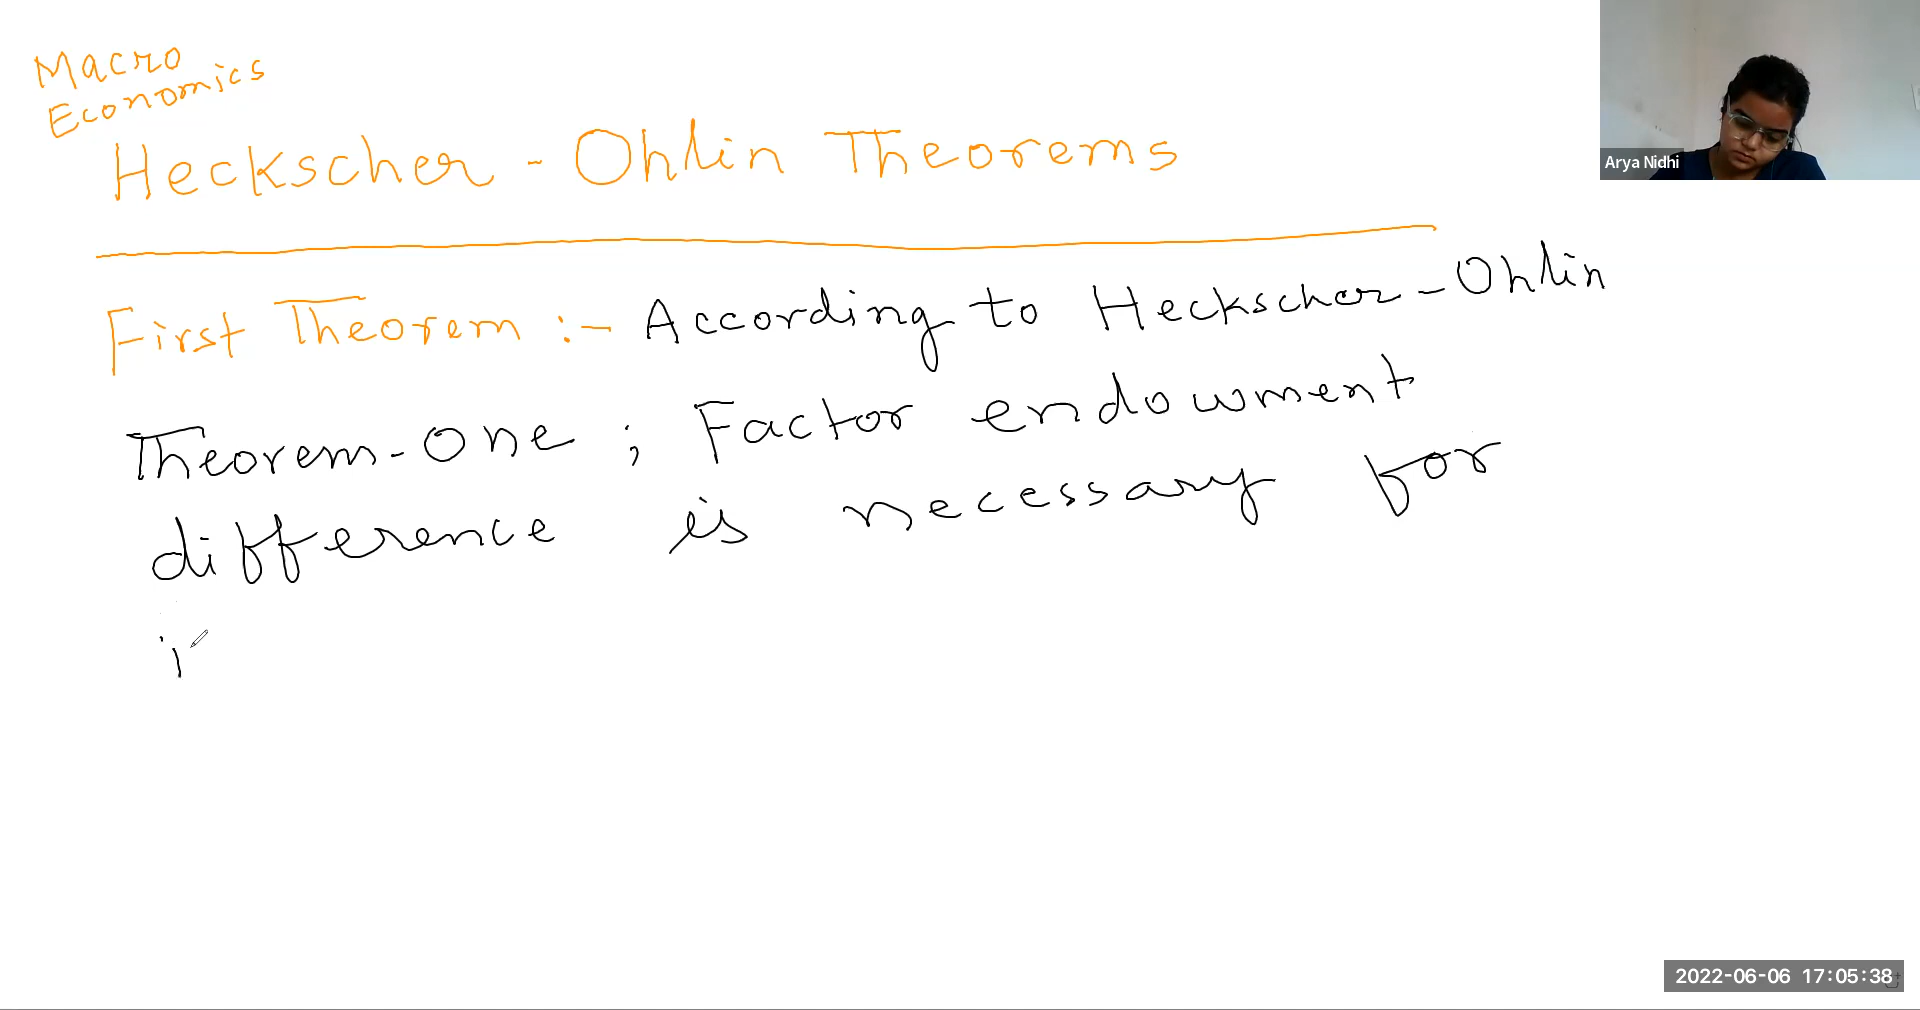 Macro
Economics
Heckscher - Ohlin Theorems
First Theorem :- According to Heckscher - Ohlin
Theorem - One ; Factor endowment
difference is necessary for
i
Arya Nidhi
2022-06-06 17:05:38